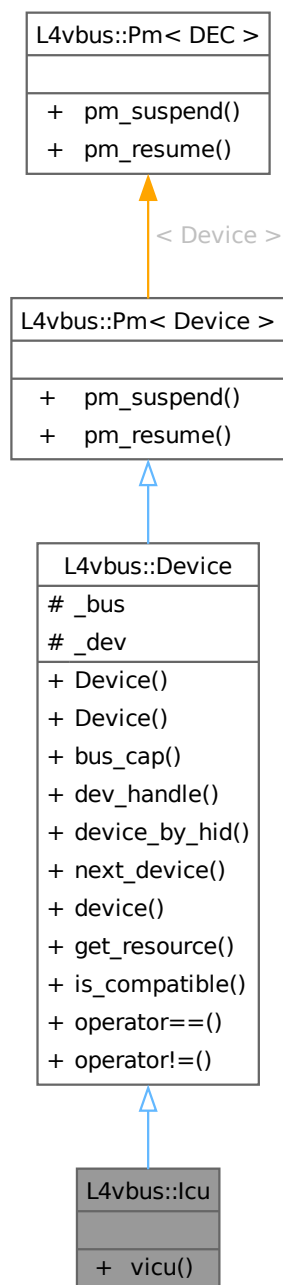 L4vbus::Pm< DEC >
+ pm_suspend()
+ pm_resume()
< Device >
L4vbus::Pm< Device >
+ pm_suspend()
+ pm_resume()
L4vbus::Device
# _bus
# _dev
+ Device()
+ Device()
+ bus_cap()
+ dev_handle()
+ device_by_hid()
+ next_device()
+ device()
+ get_resource()
+ is_compatible()
+ operator==()
+ operator!=()
L4vbus::Icu
+ vicu()